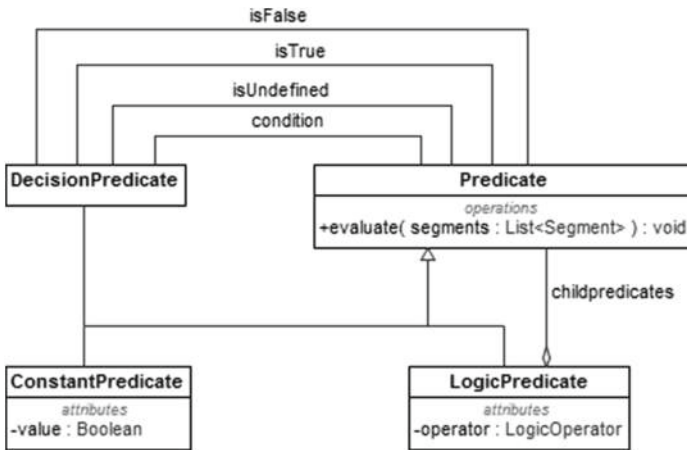 isFalse
isTrue
isUndefined
condition
DecisionPredicate
Predicate
operations
+evaluate( segments : List<Segment> ) : void
childpredicates
ConstantPredicate
attributes
-value : Boolean
LogicPredicate
attributes
-operator : LogicOperator